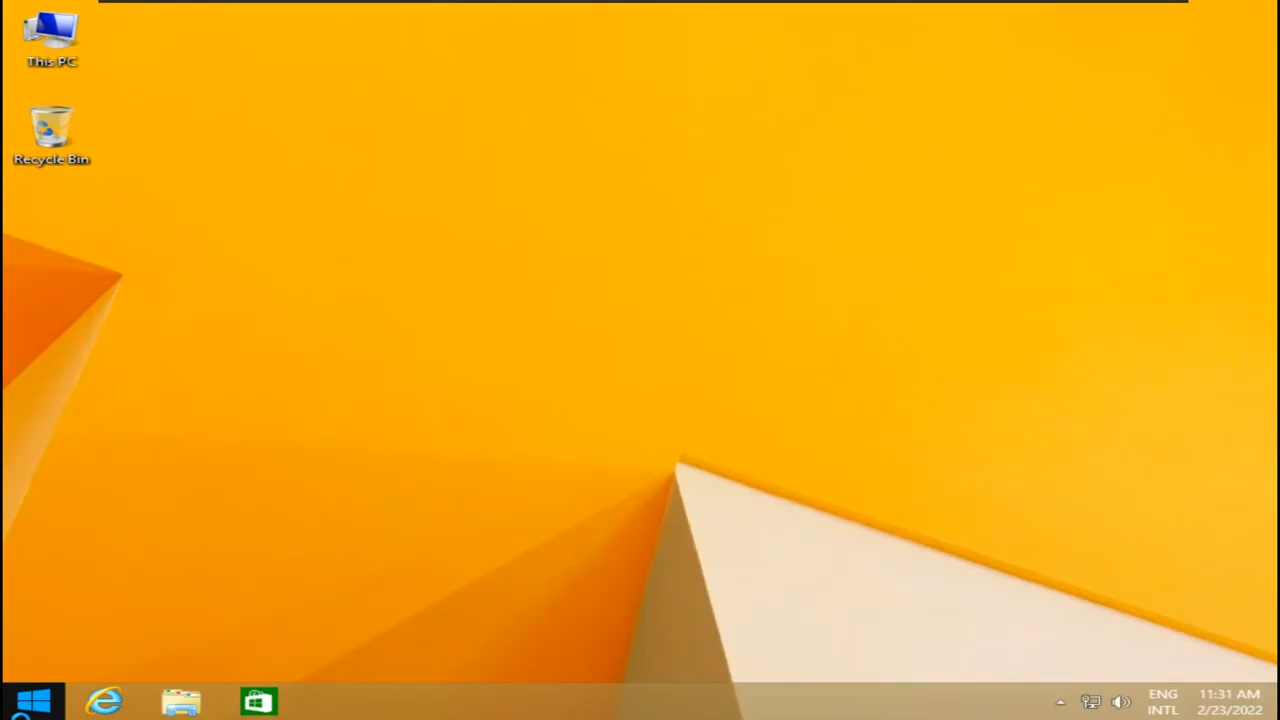 This PC
Recycle Bin
ENG
INTL
11:31 AM
2/23/2022